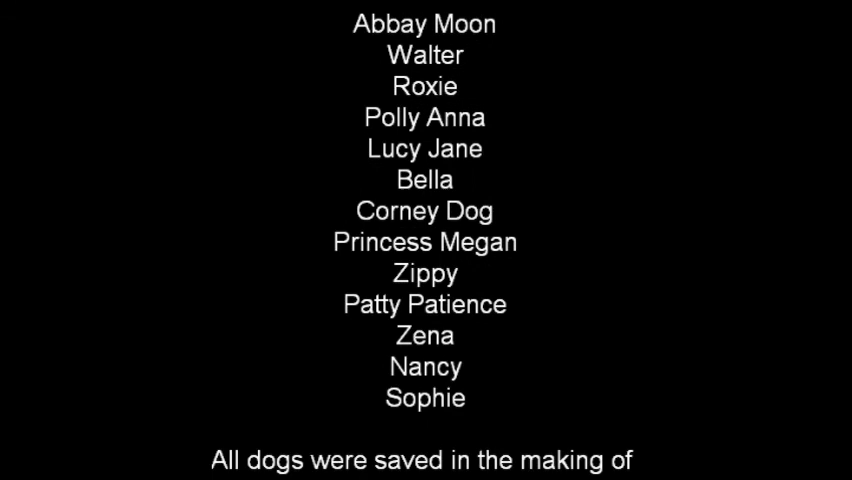 Abbay Moon
Walter
Roxie
Polly Anna
Lucy Jane
Bella
Corney Dog
Princess Megan
Zippy
Patty Patience
Zena
Nancy
Sophie
All dogs were saved in the making of